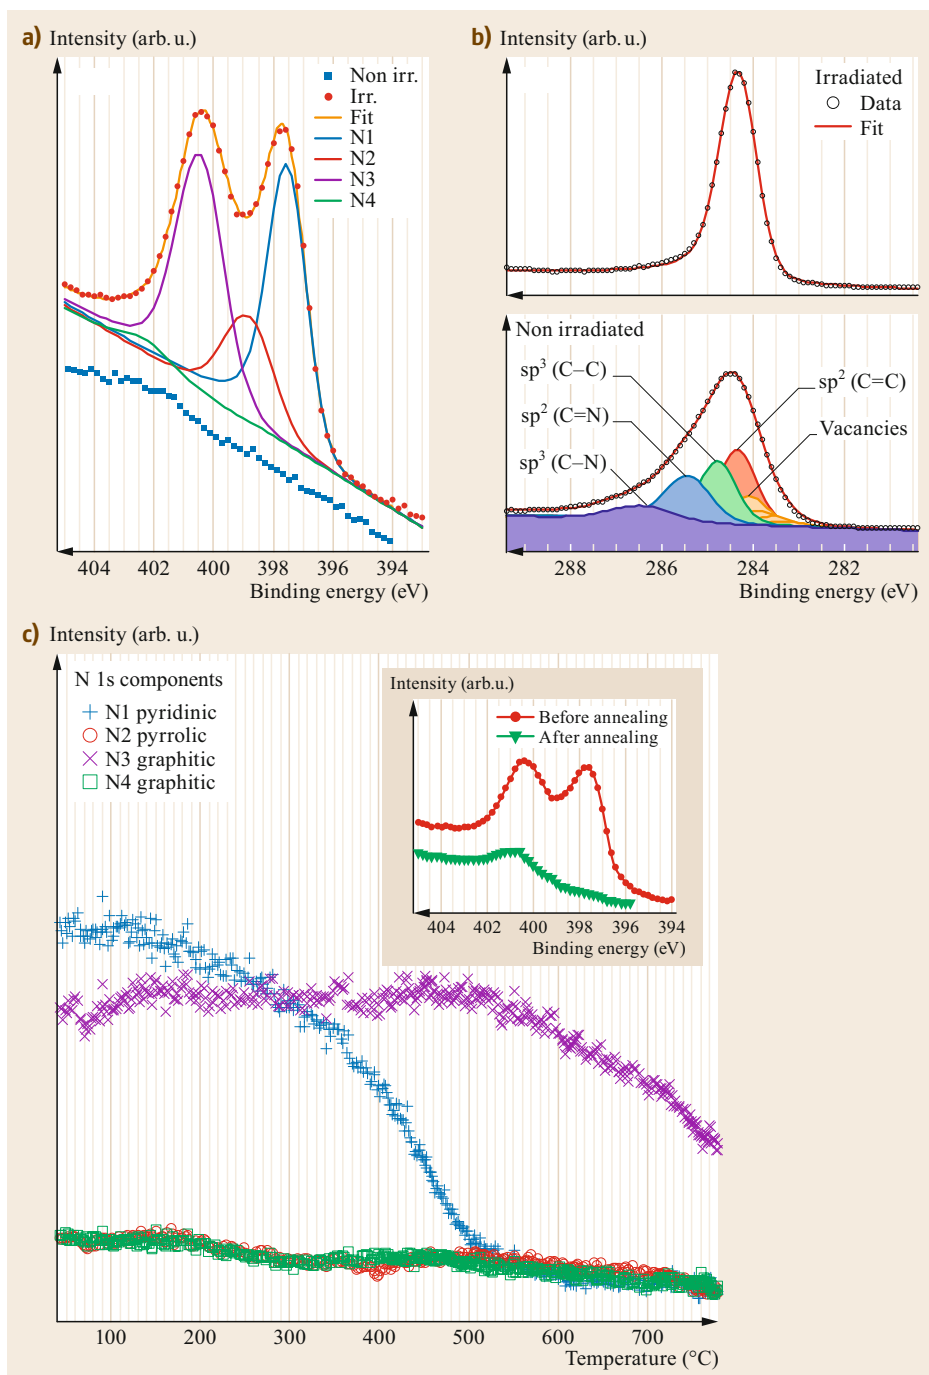 a) Intensity (arb. u.)
Non irr.
Irr.
Fit
N1
N2
N3
N4
404 402 400 398 396 394
Binding energy (eV)
b) Intensity (arb. u.)
Irradiated
Data
Fit
Non irradiated
sp³ (C–C)
sp² (C=C)
sp² (C=N)
Vacancies
sp³ (C–N)
288 286 284 282
Binding energy (eV)
c) Intensity (arb. u.)
N 1s components
N1 pyridinic
N2 pyrrolic
N3 graphitic
N4 graphitic
Intensity (arb.u.)
Before annealing
After annealing
404 402 400 398 396 394
Binding energy (eV)
100 200 300 400 500 600 700
Temperature (°C)